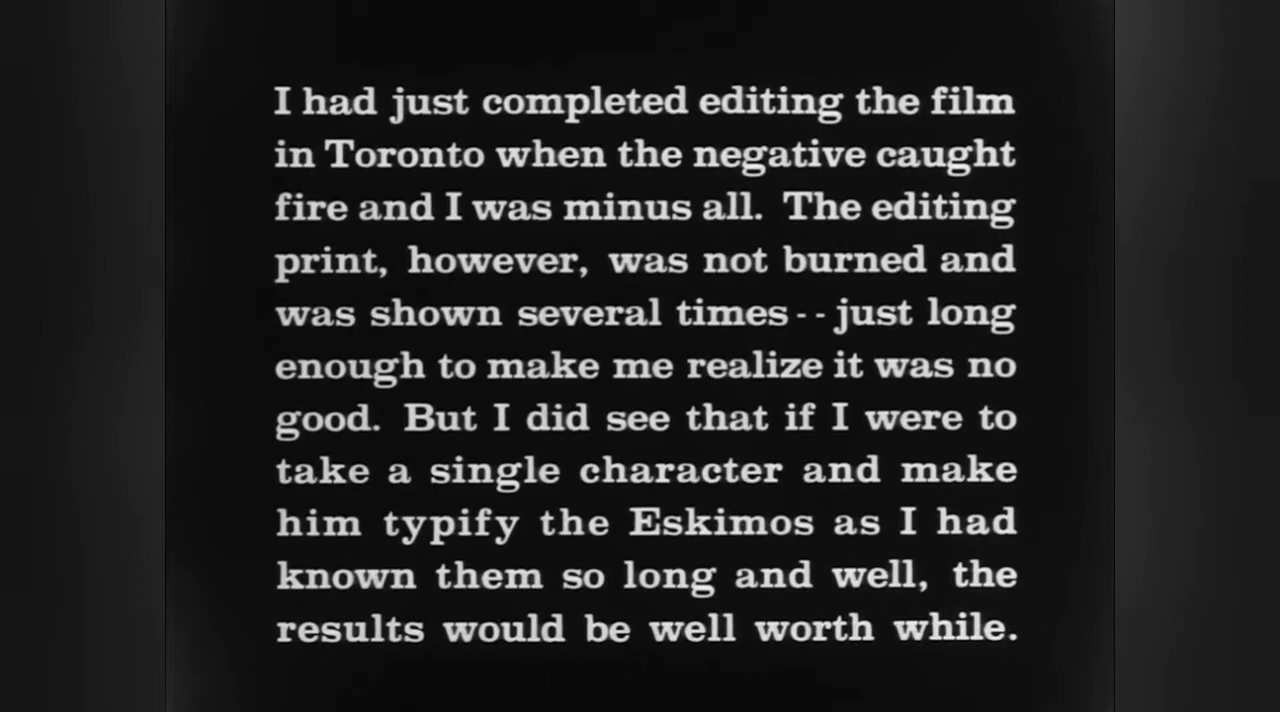 I had just completed editing the film
in Toronto when the negative caught
fire and I was minus all. The editing
print, however, was not burned and
was shown several times -- just long
enough to make me realize it was no
good. But I did see that if I were to
take a single character and make
him typify the Eskimos as I had
known them so long and well, the
results would be well worth while.